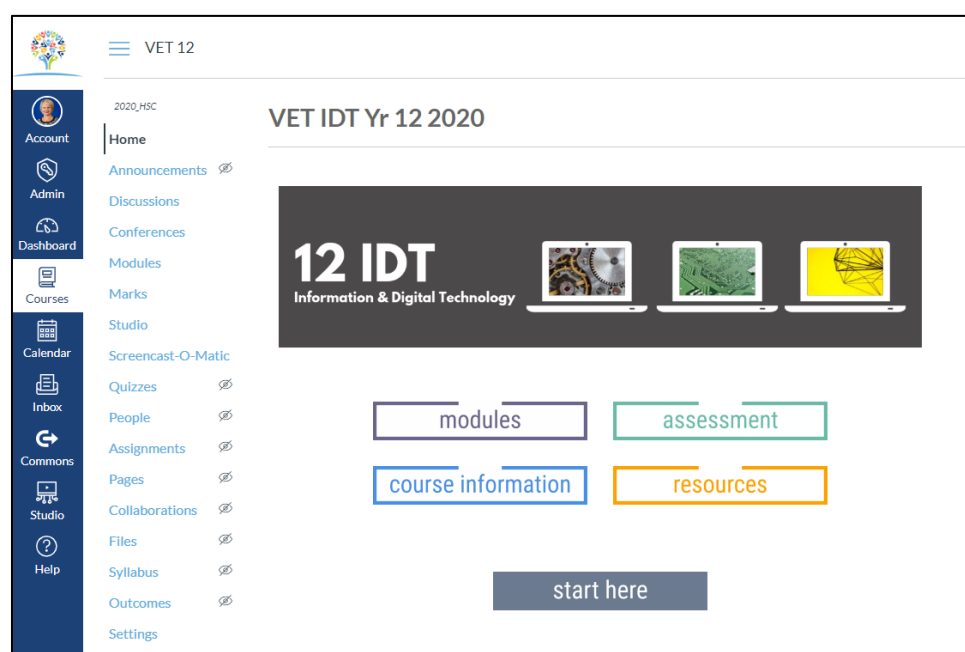 VET 12
Account
Admin
Dashboard
Courses
Calendar
Inbox
Commons
Studio
Help
2020_HSC
Home
Announcements
Discussions
Conferences
Modules
Marks
Studio
Screencast-O-Matic
Quizzes
People
Assignments
Pages
Collaborations
Files
Syllabus
Outcomes
Settings
VET IDT Yr 12 2020
12 IDT
Information & Digital Technology
modules
assessment
course information
resources
start here